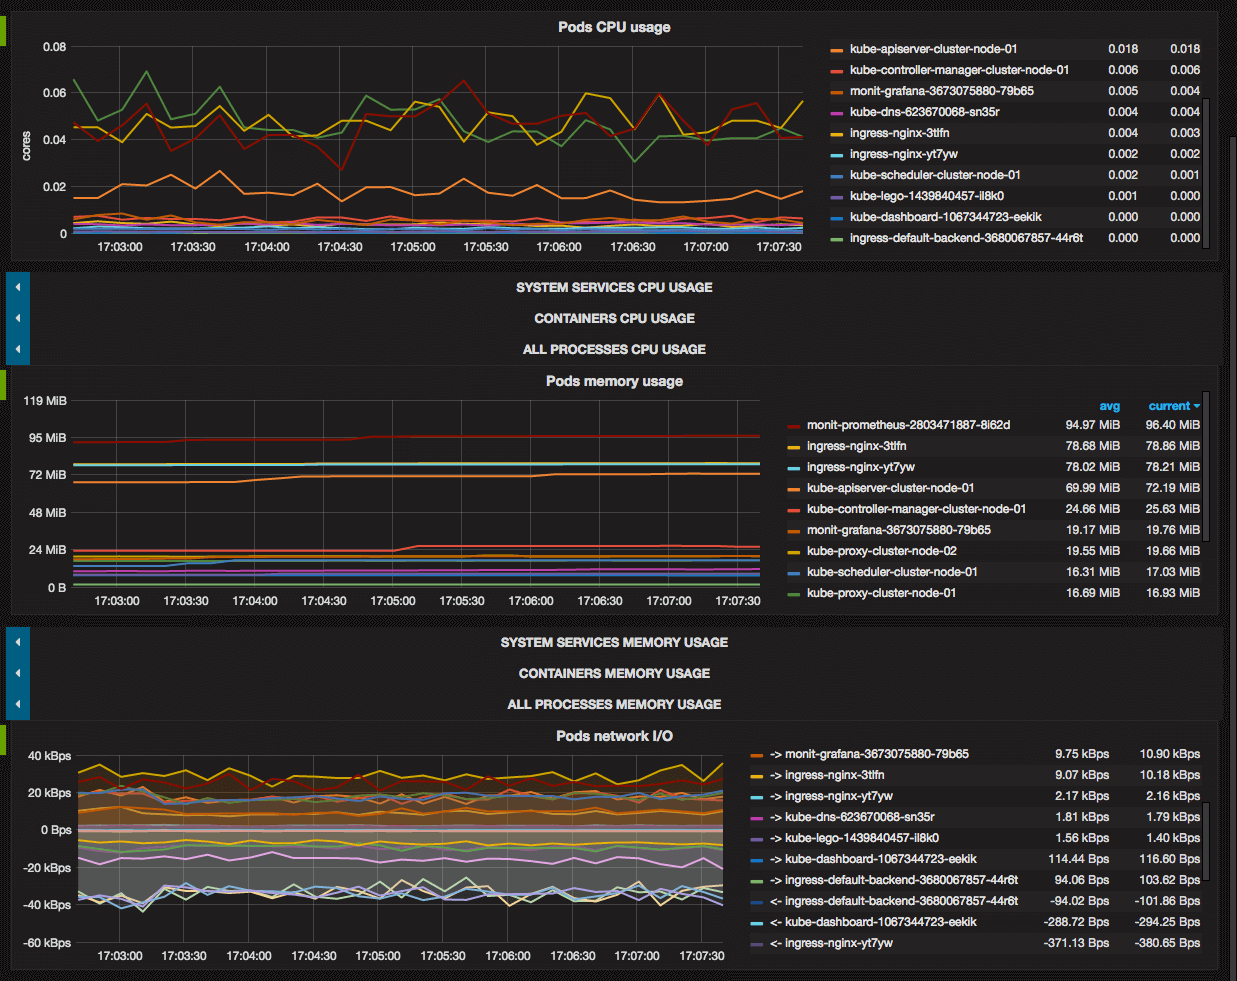 Pods CPU usage
0.08
0.06
0.04
0.02
0
cores
17:03:00 17:03:30 17:04:00 17:04:30 17:05:00 17:05:30 17:06:00 17:06:30 17:07:00 17:07:30
kube-apiserver-cluster-node-01 0.018 0.018
kube-controller-manager-cluster-node-01 0.006 0.006
monit-grafana-3673075880-79b65 0.005 0.004
kube-dns-623670068-sn35r 0.004 0.004
ingress-nginx-3tlfn 0.004 0.003
ingress-nginx-yt7yw 0.002 0.002
kube-scheduler-cluster-node-01 0.002 0.001
kube-lego-1439840457-il8k0 0.001 0.000
kube-dashboard-1067344723-eekik 0.000 0.000
ingress-default-backend-3680067857-44r6t 0.000 0.000
SYSTEM SERVICES CPU USAGE
CONTAINERS CPU USAGE
ALL PROCESSES CPU USAGE
Pods memory usage
119 MiB
95 MiB
72 MiB
48 MiB
24 MiB
0 B
17:03:00 17:03:30 17:04:00 17:04:30 17:05:00 17:05:30 17:06:00 17:06:30 17:07:00 17:07:30
avg current
monit-prometheus-2803471887-8l62d 94.97 MiB 96.40 MiB
ingress-nginx-3tlfn 78.68 MiB 78.86 MiB
ingress-nginx-yt7yw 78.02 MiB 78.21 MiB
kube-apiserver-cluster-node-01 69.99 MiB 72.19 MiB
kube-controller-manager-cluster-node-01 24.66 MiB 25.63 MiB
monit-grafana-3673075880-79b65 19.17 MiB 19.76 MiB
kube-proxy-cluster-node-02 19.55 MiB 19.66 MiB
kube-scheduler-cluster-node-01 16.31 MiB 17.03 MiB
kube-proxy-cluster-node-01 16.69 MiB 16.93 MiB
SYSTEM SERVICES MEMORY USAGE
CONTAINERS MEMORY USAGE
ALL PROCESSES MEMORY USAGE
Pods network I/O
40 kBps
20 kBps
0 Bps
-20 kBps
-40 kBps
-60 kBps
17:03:00 17:03:30 17:04:00 17:04:30 17:05:00 17:05:30 17:06:00 17:06:30 17:07:00 17:07:30
-> monit-grafana-3673075880-79b65 9.75 kBps 10.90 kBps
-> ingress-nginx-3tlfn 9.07 kBps 10.18 kBps
-> ingress-nginx-yt7yw 2.17 kBps 2.16 kBps
-> kube-dns-623670068-sn35r 1.81 kBps 1.79 kBps
-> kube-lego-1439840457-il8k0 1.56 kBps 1.40 kBps
-> kube-dashboard-1067344723-eekik 114.44 Bps 116.60 Bps
-> ingress-default-backend-3680067857-44r6t 94.06 Bps 103.62 Bps
<- ingress-default-backend-3680067857-44r6t -94.02 Bps -101.86 Bps
<- kube-dashboard-1067344723-eekik -288.72 Bps -294.25 Bps
<- ingress-nginx-yt7yw -371.13 Bps -380.65 Bps